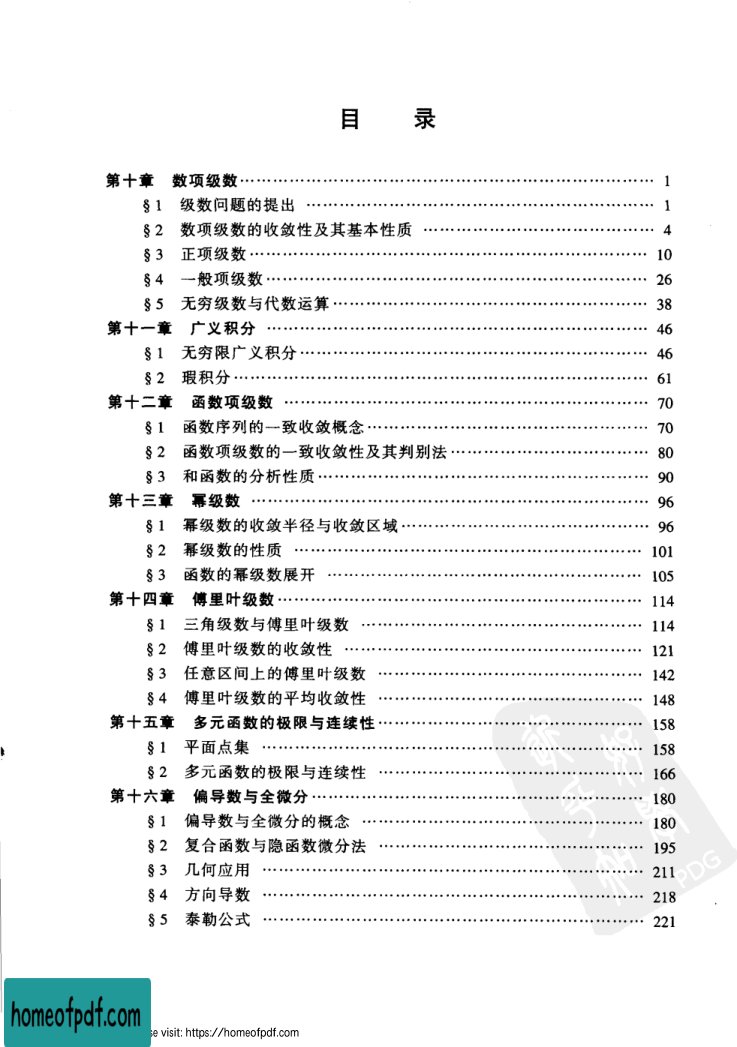 目 录
第十章 数项级数…………………………………………………………………… 1
§1 级数问题的提出 ………………………………………………………… 1
§2 数项级数的收敛性及其基本性质 …………………………………… 4
§3 正项级数………………………………………………………………… 10
§4 一般项级数……………………………………………………………… 26
§5 无穷级数与代数运算…………………………………………………… 38
第十一章 广义积分 ……………………………………………………………… 46
§1 无穷限广义积分………………………………………………………… 46
§2 瑕积分…………………………………………………………………… 61
第十二章 函数项级数 …………………………………………………………… 70
§1 函数序列的一致收敛概念……………………………………………… 70
§2 函数项级数的一致收敛性及其判别法………………………………… 80
§3 和函数的分析性质……………………………………………………… 90
第十三章 幂级数 ………………………………………………………………… 96
§1 幂级数的收敛半径与收敛区域………………………………………… 96
§2 幂级数的性质 ………………………………………………………… 101
§3 函数的幂级数展开 …………………………………………………… 105
第十四章 傅里叶级数…………………………………………………………… 114
§1 三角级数与傅里叶级数 ……………………………………………… 114
§2 傅里叶级数的收敛性 ………………………………………………… 121
§3 任意区间上的傅里叶级数 …………………………………………… 142
§4 傅里叶级数的平均收敛性 …………………………………………… 148
第十五章 多元函数的极限与连续性…………………………………………… 158
§1 平面点集 ……………………………………………………………… 158
§2 多元函数的极限与连续性 …………………………………………… 166
第十六章 偏导数与全微分……………………………………………………… 180
§1 偏导数与全微分的概念 ……………………………………………… 180
§2 复合函数与隐函数微分法 …………………………………………… 195
§3 几何应用 ……………………………………………………………… 211
§4 方向导数 ……………………………………………………………… 218
§5 泰勒公式 ……………………………………………………………… 221
PDG
homeofpdf.com
se visit: https://homeofpdf.com